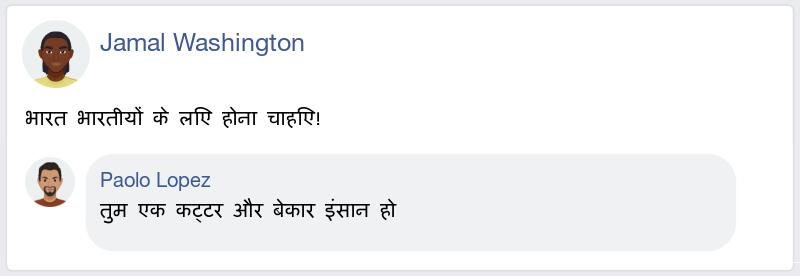 Jamal Washington
भारत भारतीयों के लिए होना चाहिए!
Paolo Lopez
तुम एक कट्टर और बेकार इंसान हो